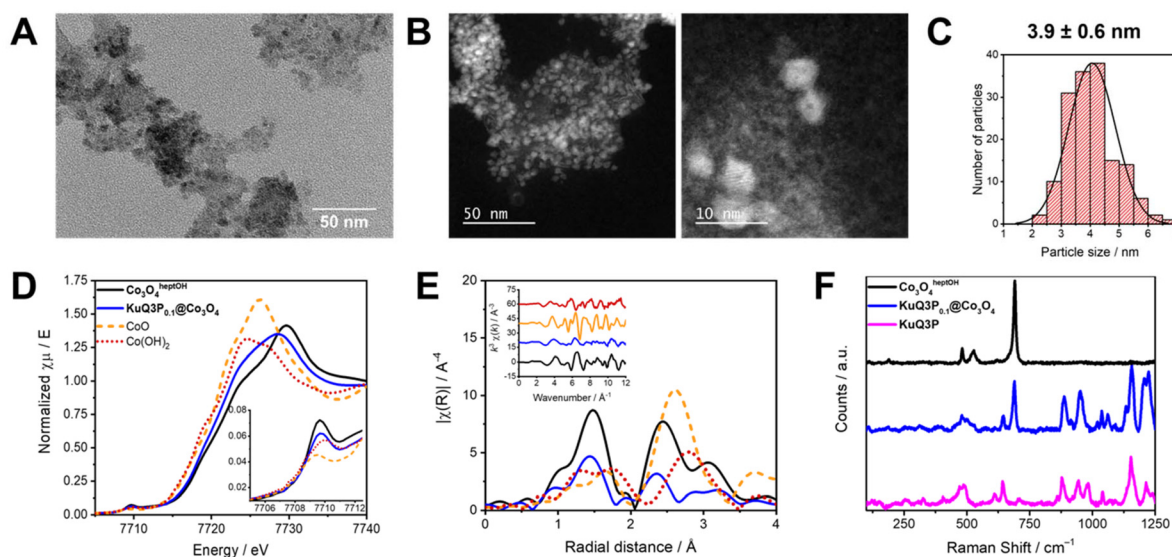 A
50 nm
B
50 nm
10 nm
C
3.9 ± 0.6 nm
Number of particles
40
30
20
10
0
1 2 3 4 5 6
Particle size / nm
D
Co₃O₄ʰᵉᵖᵗᴼᴴ
KuQ3P₀.₁@Co₃O₄
CoO
Co(OH)₂
Normalized χμ / E
1.75
1.50
1.25
1.00
0.75
0.50
0.25
0.00
7710 7720 7730 7740
Energy / eV
0.08
0.06
0.04
0.02
7706 7708 7710 7712
E
|χ(R)| / Å⁻⁴
20
15
10
5
0
0 1 2 3 4
Radial distance / Å
k³ χ(k) / Å⁻³
75
60
45
30
15
0
-15
0 2 4 6 8 10 12
Wavenumber / Å⁻¹
F
Co₃O₄ʰᵉᵖᵗᴼᴴ
KuQ3P₀.₁@Co₃O₄
KuQ3P
Counts / a.u.
250 500 750 1000 1250
Raman Shift / cm⁻¹